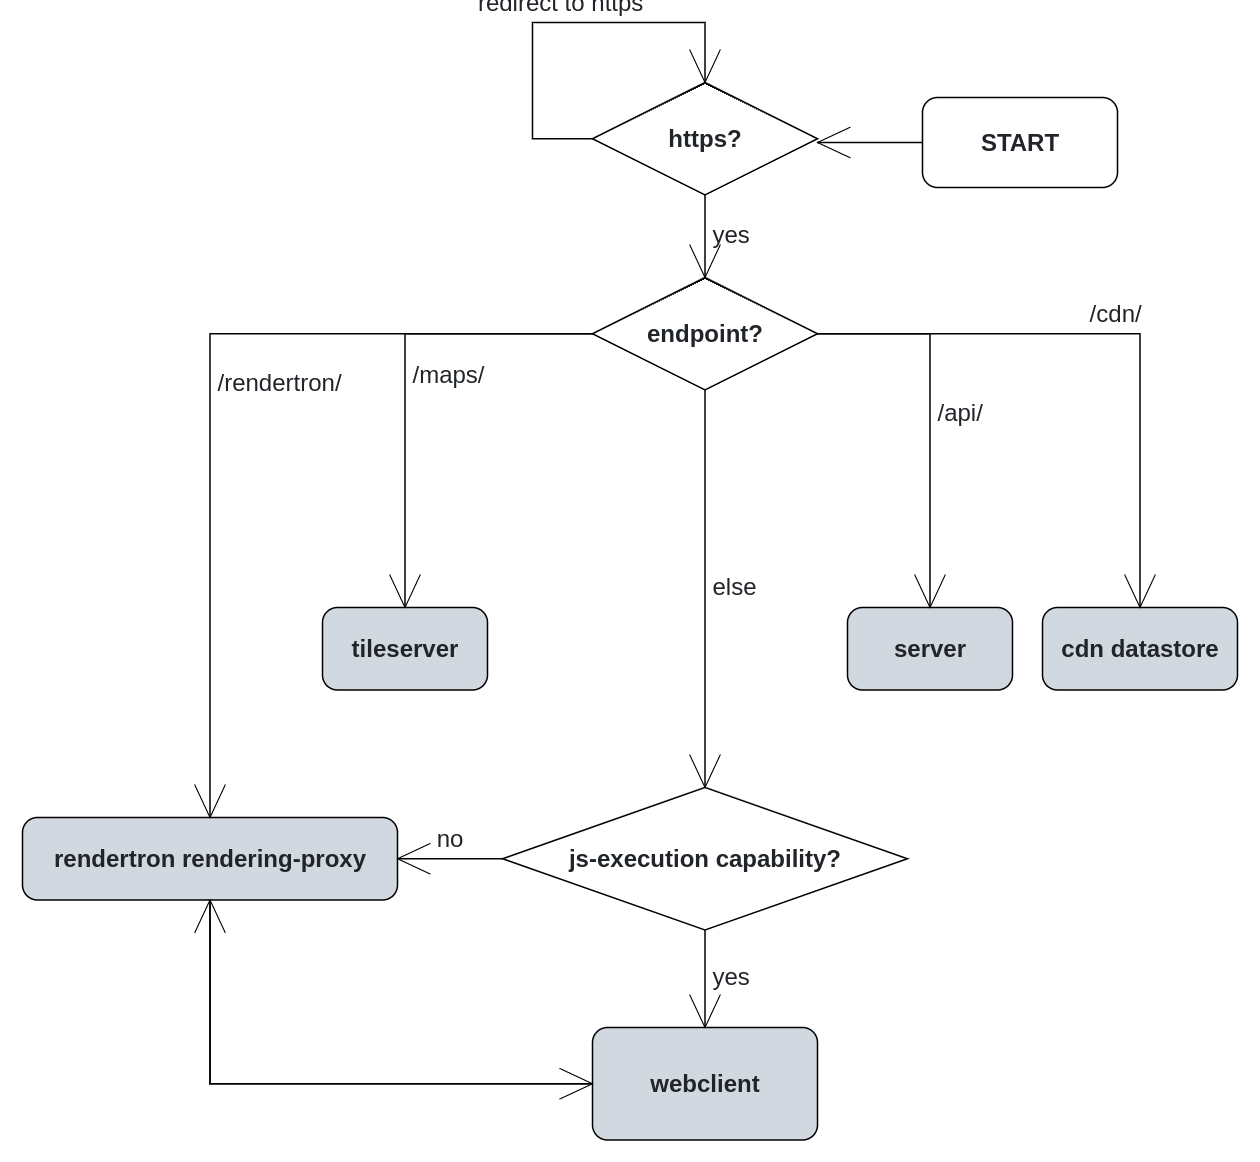 redirect to https
https?
START
yes
endpoint?
/cdn/
/rendertron/
/maps/
/api/
else
tileserver
server
cdn datastore
no
rendertron rendering-proxy
js-execution capability?
yes
webclient